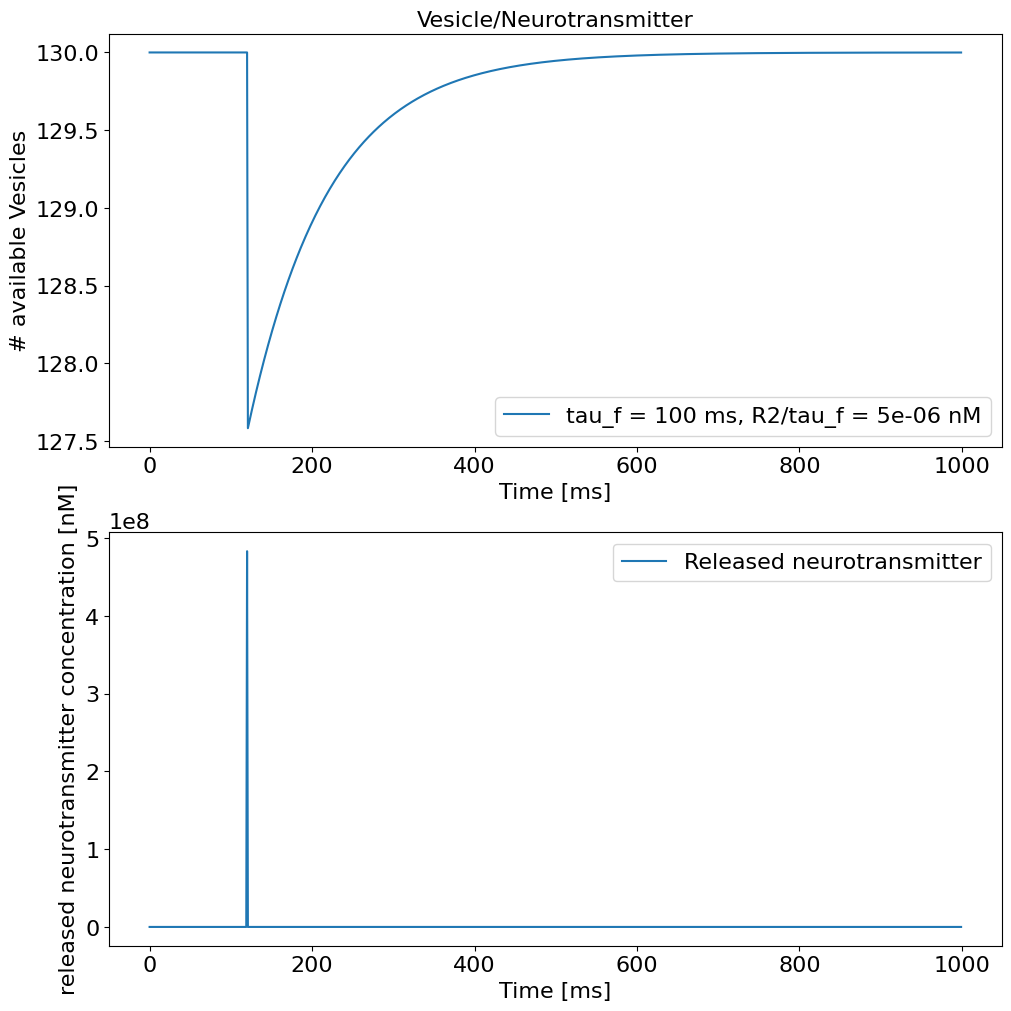 Vesicle/Neurotransmitter
# available Vesicles
130.0
129.5
129.0
128.5
128.0
127.5
tau_f = 100 ms, R2/tau_f = 5e-06 nM
0 200 400 600 800 1000
Time [ms]
released neurotransmitter concentration [nM]
1e8
5
4
3
2
1
0
Released neurotransmitter
0 200 400 600 800 1000
Time [ms]